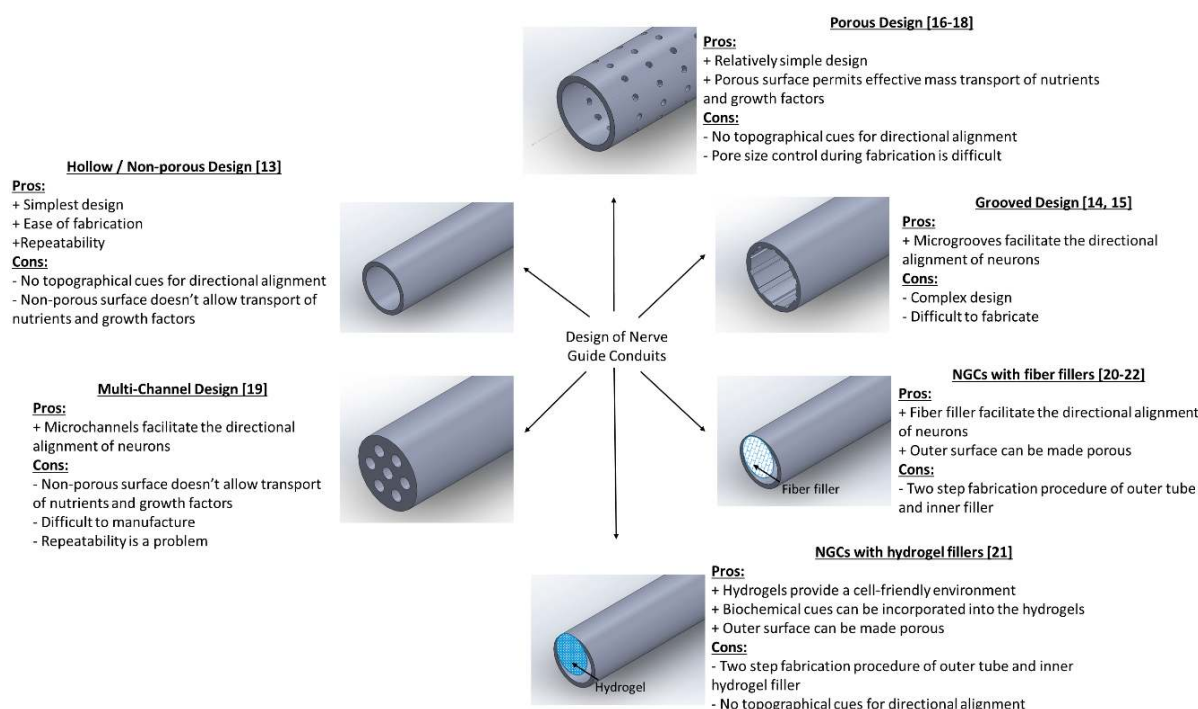 Porous Design [16-18]
Pros:
+ Relatively simple design
+ Porous surface permits effective mass transport of nutrients
and growth factors
Cons:
- No topographical cues for directional alignment
- Pore size control during fabrication is difficult
Hollow / Non-porous Design [13]
Pros:
+ Simplest design
+ Ease of fabrication
+Repeatability
Cons:
- No topographical cues for directional alignment
- Non-porous surface doesn't allow transport of
nutrients and growth factors
Grooved Design [14, 15]
Pros:
+ Microgrooves facilitate the directional
alignment of neurons
Cons:
- Complex design
- Difficult to fabricate
Design of Nerve
Guide Conduits
Multi-Channel Design [19]
Pros:
+ Microchannels facilitate the directional
alignment of neurons
Cons:
- Non-porous surface doesn't allow transport
of nutrients and growth factors
- Difficult to manufacture
- Repeatability is a problem
NGCs with fiber fillers [20-22]
Pros:
+ Fiber filler facilitate the directional alignment
of neurons
+ Outer surface can be made porous
Cons:
- Two step fabrication procedure of outer tube
and inner filler
Fiber filler
NGCs with hydrogel fillers [21]
Pros:
+ Hydrogels provide a cell-friendly environment
+ Biochemical cues can be incorporated into the hydrogels
+ Outer surface can be made porous
Cons:
- Two step fabrication procedure of outer tube and inner
hydrogel filler
- No topographical cues for directional alignment
Hydrogel